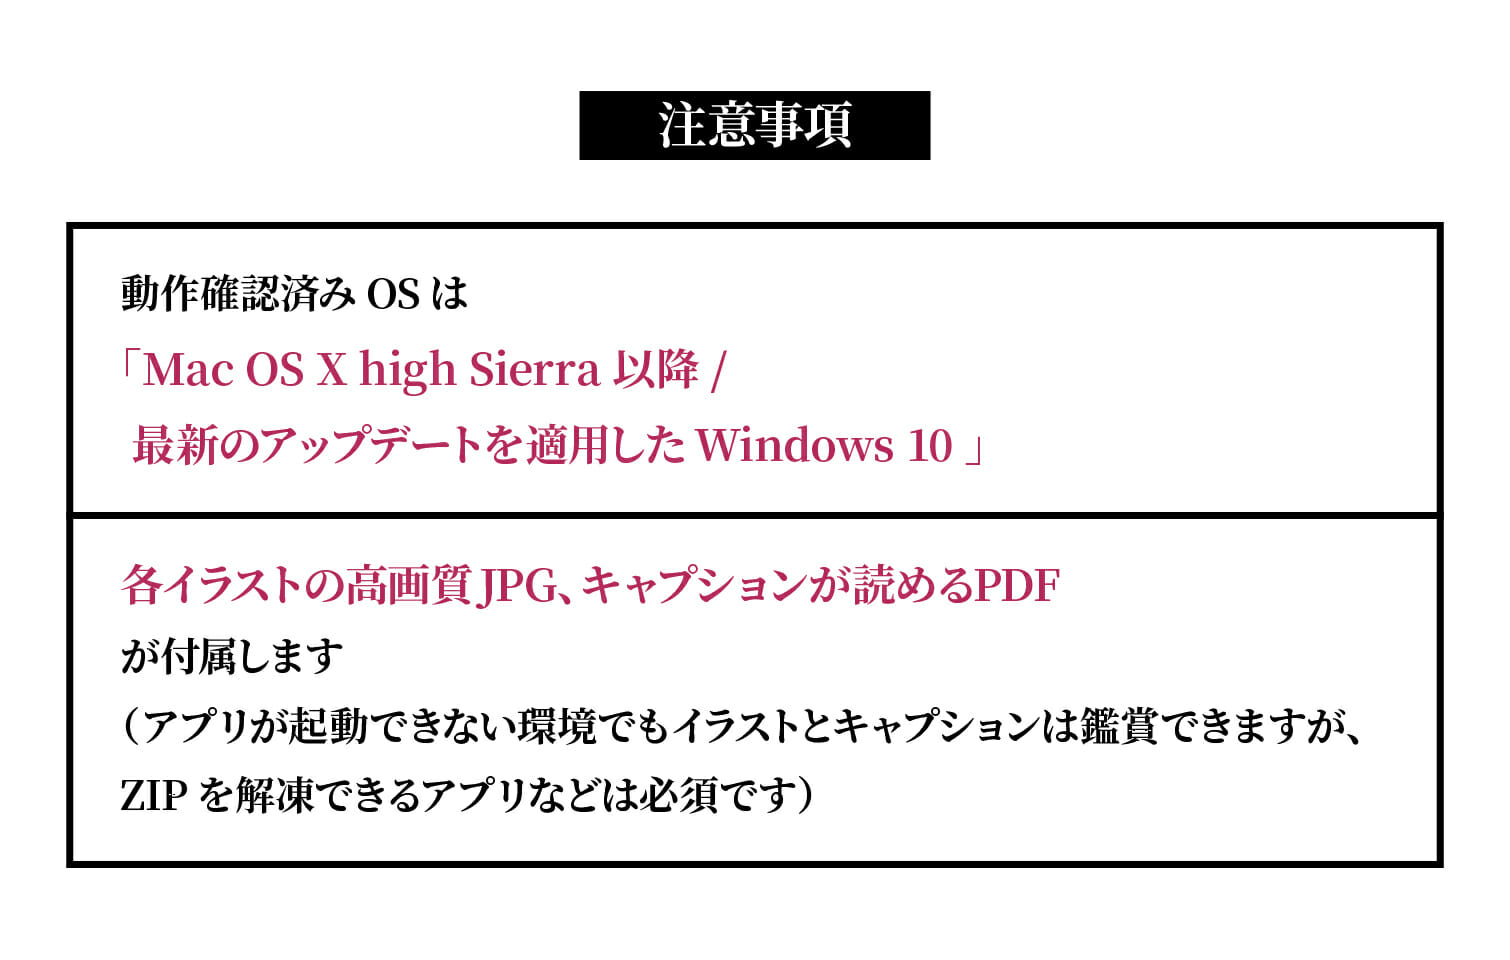 注意事項
動作確認済み OS は
「Mac OS X high Sierra 以降 /
最新のアップデートを適用した Windows 10 」
各イラストの高画質 JPG、キャプションが読めるPDF
が付属します
（アプリが起動できない環境でもイラストとキャプションは鑑賞できますが、
ZIP を解凍できるアプリなどは必須です）